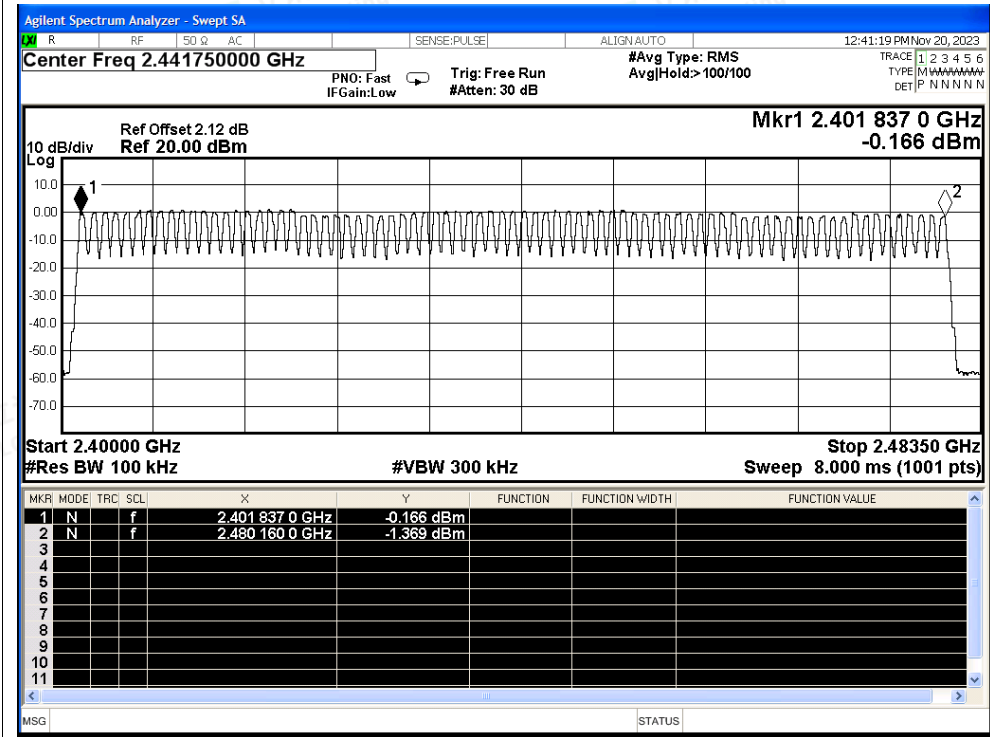 Agilent Spectrum Analyzer - Swept SA
LXI R RF 50 Ω AC SENSE:PULSE ALIGN AUTO 12:41:19 PM Nov 20, 2023
Center Freq 2.441750000 GHz
PNO: Fast
IFGain:Low
Trig: Free Run
#Atten: 30 dB
#Avg Type: RMS
Avg|Hold:>100/100
TRACE 1 2 3 4 5 6
TYPE M WWWWW
DET P N N N N N
Mkr1 2.401 837 0 GHz
-0.166 dBm
Ref Offset 2.12 dB
10 dB/div Ref 20.00 dBm
Log
10.0
0.00
-10.0
-20.0
-30.0
-40.0
-50.0
-60.0
-70.0
1
2
Start 2.40000 GHz Stop 2.48350 GHz
#Res BW 100 kHz #VBW 300 kHz Sweep 8.000 ms (1001 pts)
MKR MODE TRC SCL X Y FUNCTION FUNCTION WIDTH FUNCTION VALUE
1 N f 2.401 837 0 GHz -0.166 dBm
2 N f 2.480 160 0 GHz -1.369 dBm
3
4
5
6
7
8
9
10
11
MSG STATUS